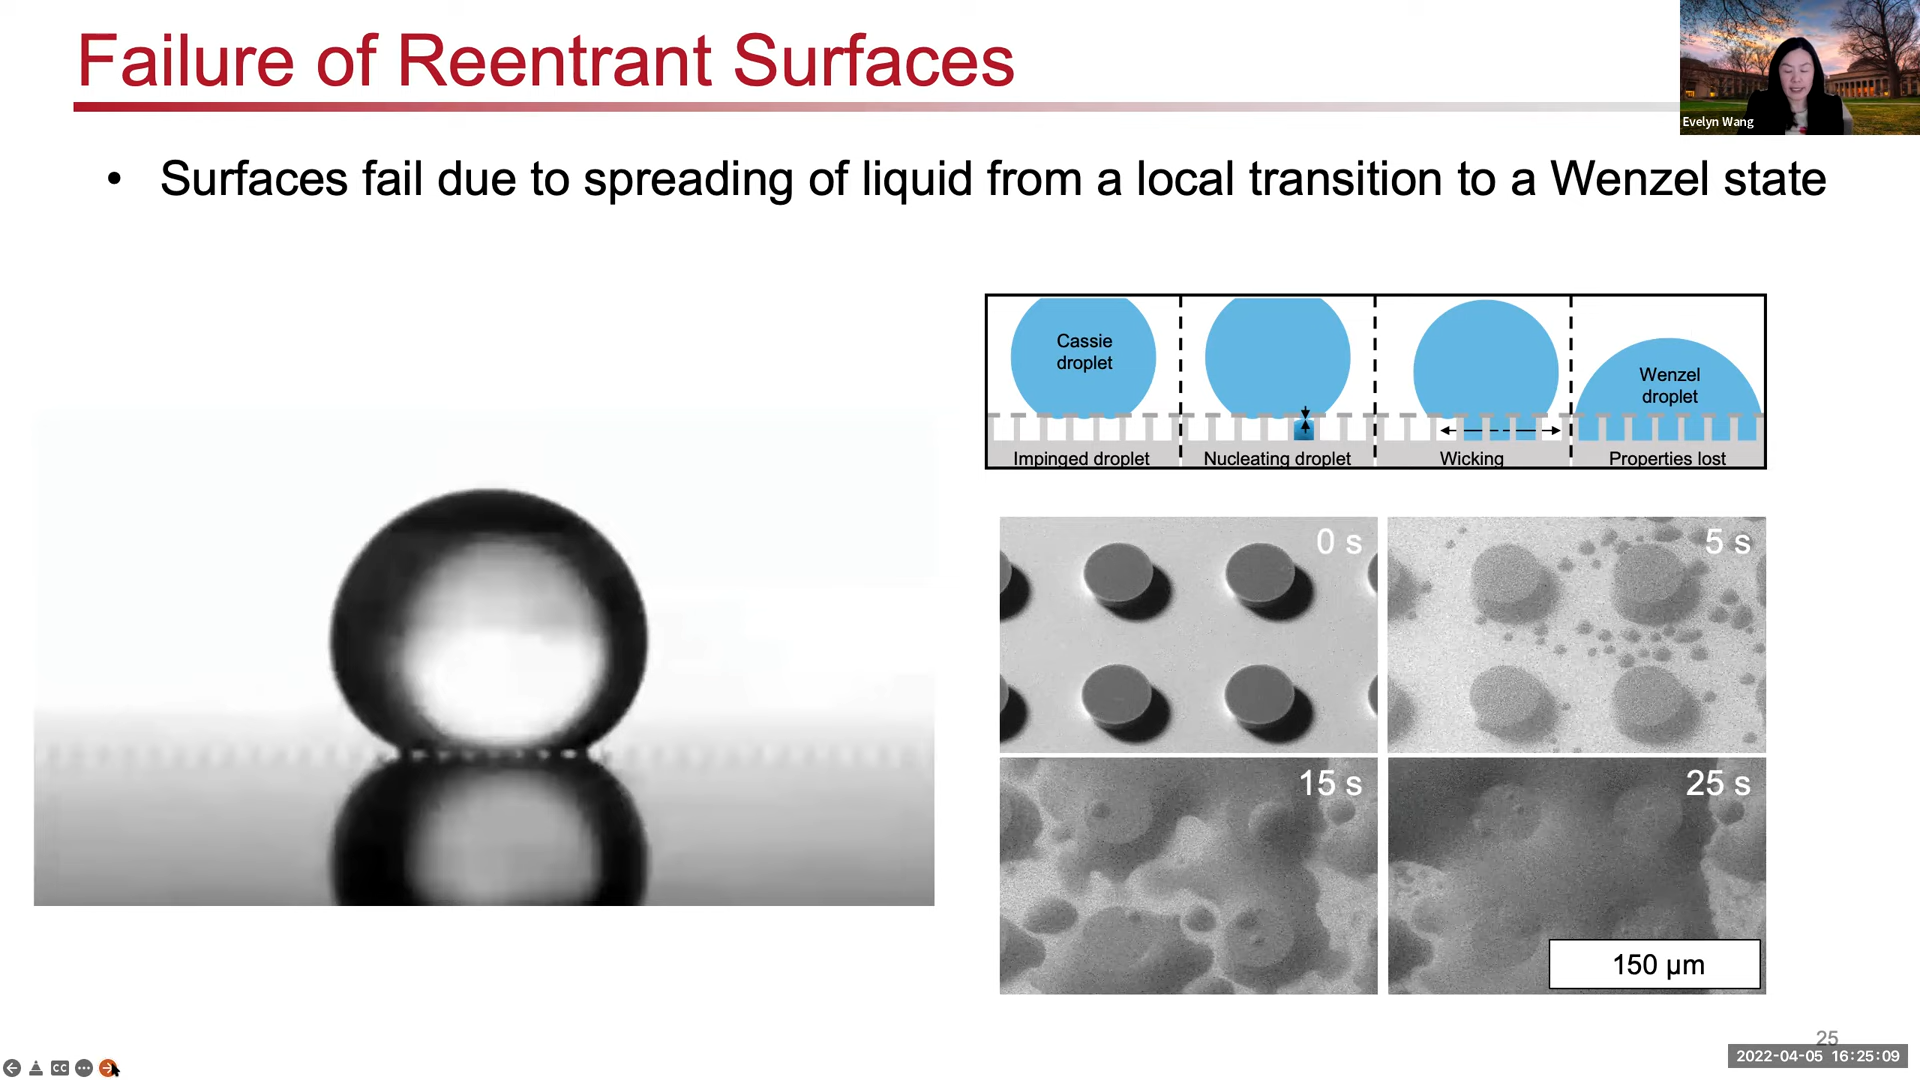 Failure of Reentrant Surfaces
Evelyn Wang
• Surfaces fail due to spreading of liquid from a local transition to a Wenzel state
Cassie
droplet
Wenzel
droplet
Impinged droplet
Nucleating droplet
Wicking
Properties lost
0 s
5 s
15 s
25 s
150 µm
25
2022-04-05 16:25:09
CC